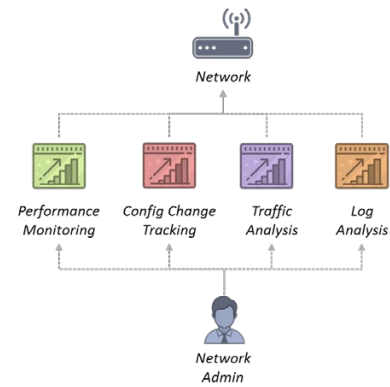 Network
Performance Config Change Traffic Log
Monitoring Tracking Analysis Analysis
Network
Admin